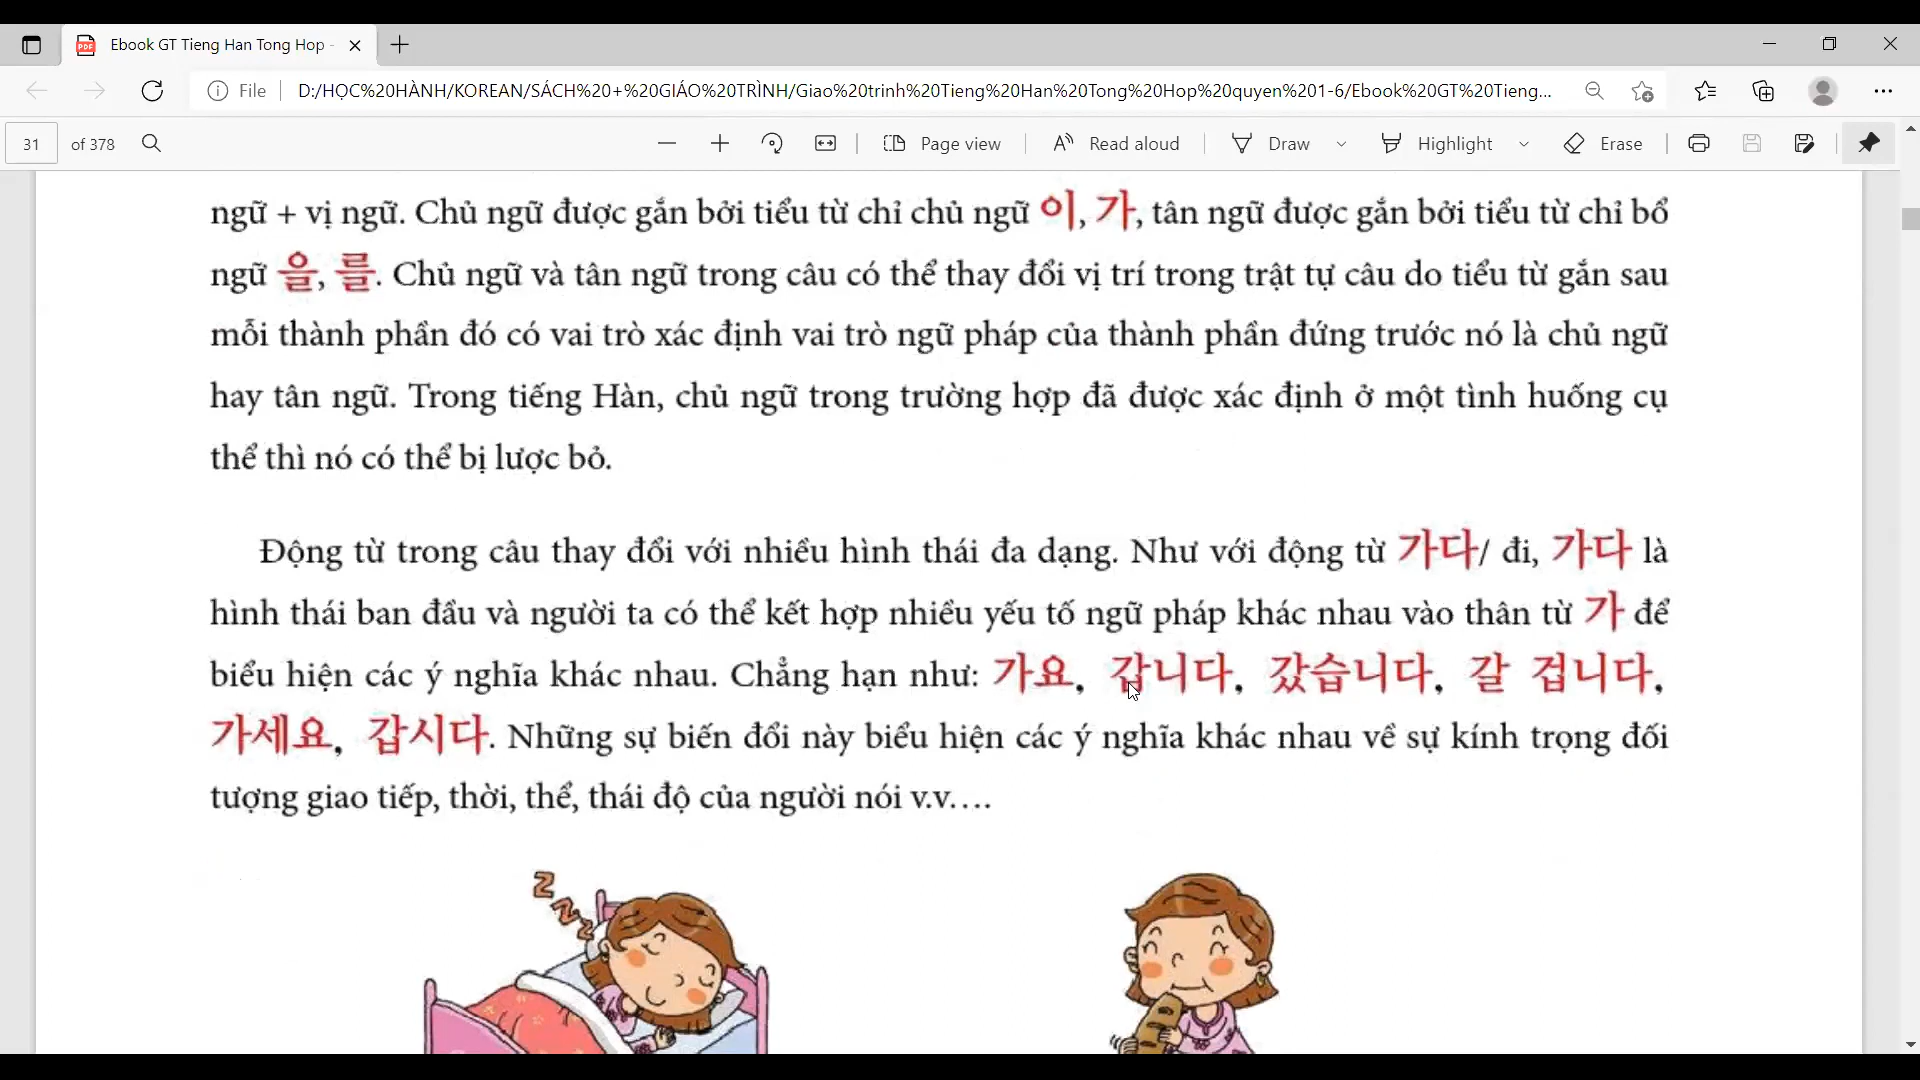 Ebook GT Tieng Han Tong Hop -
File
D:/HỌC%20HÀNH/KOREAN/SÁCH%20+%20GIÁO%20TRÌNH/Giao%20trinh%20Tieng%20Han%20Tong%20Hop%20quyen%201-6/Ebook%20GT%20Tieng...
31 of 378 Page view Read aloud Draw Highlight Erase
ngữ + vị ngữ. Chủ ngữ được gắn bởi tiểu từ chỉ chủ ngữ 이, 가, tân ngữ được gắn bởi tiểu từ chỉ bổ
ngữ 을, 를. Chủ ngữ và tân ngữ trong câu có thể thay đổi vị trí trong trật tự câu do tiểu từ gắn sau
mỗi thành phần đó có vai trò xác định vai trò ngữ pháp của thành phần đứng trước nó là chủ ngữ
hay tân ngữ. Trong tiếng Hàn, chủ ngữ trong trường hợp đã được xác định ở một tình huống cụ
thể thì nó có thể bị lược bỏ.
Động từ trong câu thay đổi với nhiều hình thái đa dạng. Như với động từ 가다/ đi, 가다 là
hình thái ban đầu và người ta có thể kết hợp nhiều yếu tố ngữ pháp khác nhau vào thân từ 가 để
biểu hiện các ý nghĩa khác nhau. Chẳng hạn như: 가요, 갑니다, 갔습니다, 갈 겁니다,
가세요, 갑시다. Những sự biến đổi này biểu hiện các ý nghĩa khác nhau về sự kính trọng đối
tượng giao tiếp, thời, thể, thái độ của người nói v.v….
z z z